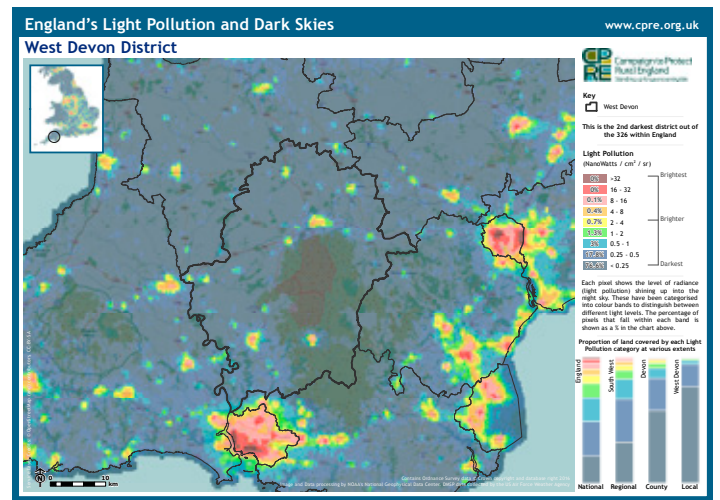 England's Light Pollution and Dark Skies
www.cpre.org.uk
West Devon District
CPRE
Campaign to Protect
Rural England
Key
West Devon
This is the 2nd darkest district out of
the 326 within England
Light Pollution
(NanoWatts / cm² / sr)
0% >32
0% 16 - 32
0.1% 8 - 16
0.4% 4 - 8
0.7% 2 - 4
1.3% 1 - 2
3% 0.5 - 1
0.25 - 0.5
< 0.25
Brightest
Brighter
Darkest
Each pixel shows the level of radiance
(light pollution) shining up into the
night sky. These have been categorised
into colour bands to distinguish between
different light levels. The percentage of
pixels that fall within each band is
shown as a % in the chart above.
Proportion of land covered by each Light
Pollution category at various extents
England
South West
Devon
West Devon
National
Regional
County
Local
N
0 10
km